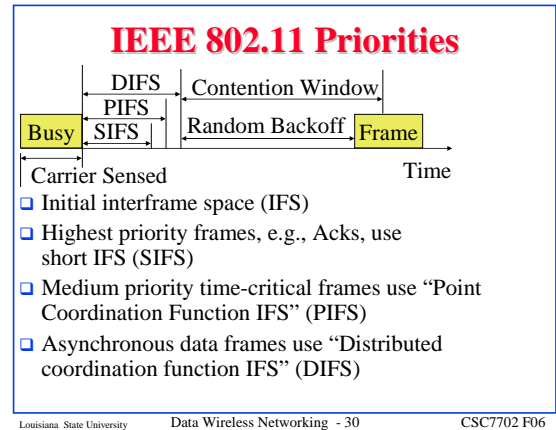 IEEE 802.11 Priorities
DIFS
Contention Window
PIFS
Busy
SIFS
Random Backoff
Frame
Carrier Sensed
Time
Initial interframe space (IFS)
Highest priority frames, e.g., Acks, use
short IFS (SIFS)
Medium priority time-critical frames use “Point
Coordination Function IFS” (PIFS)
Asynchronous data frames use “Distributed
coordination function IFS” (DIFS)
Louisiana State University
Data Wireless Networking - 30
CSC7702 F06